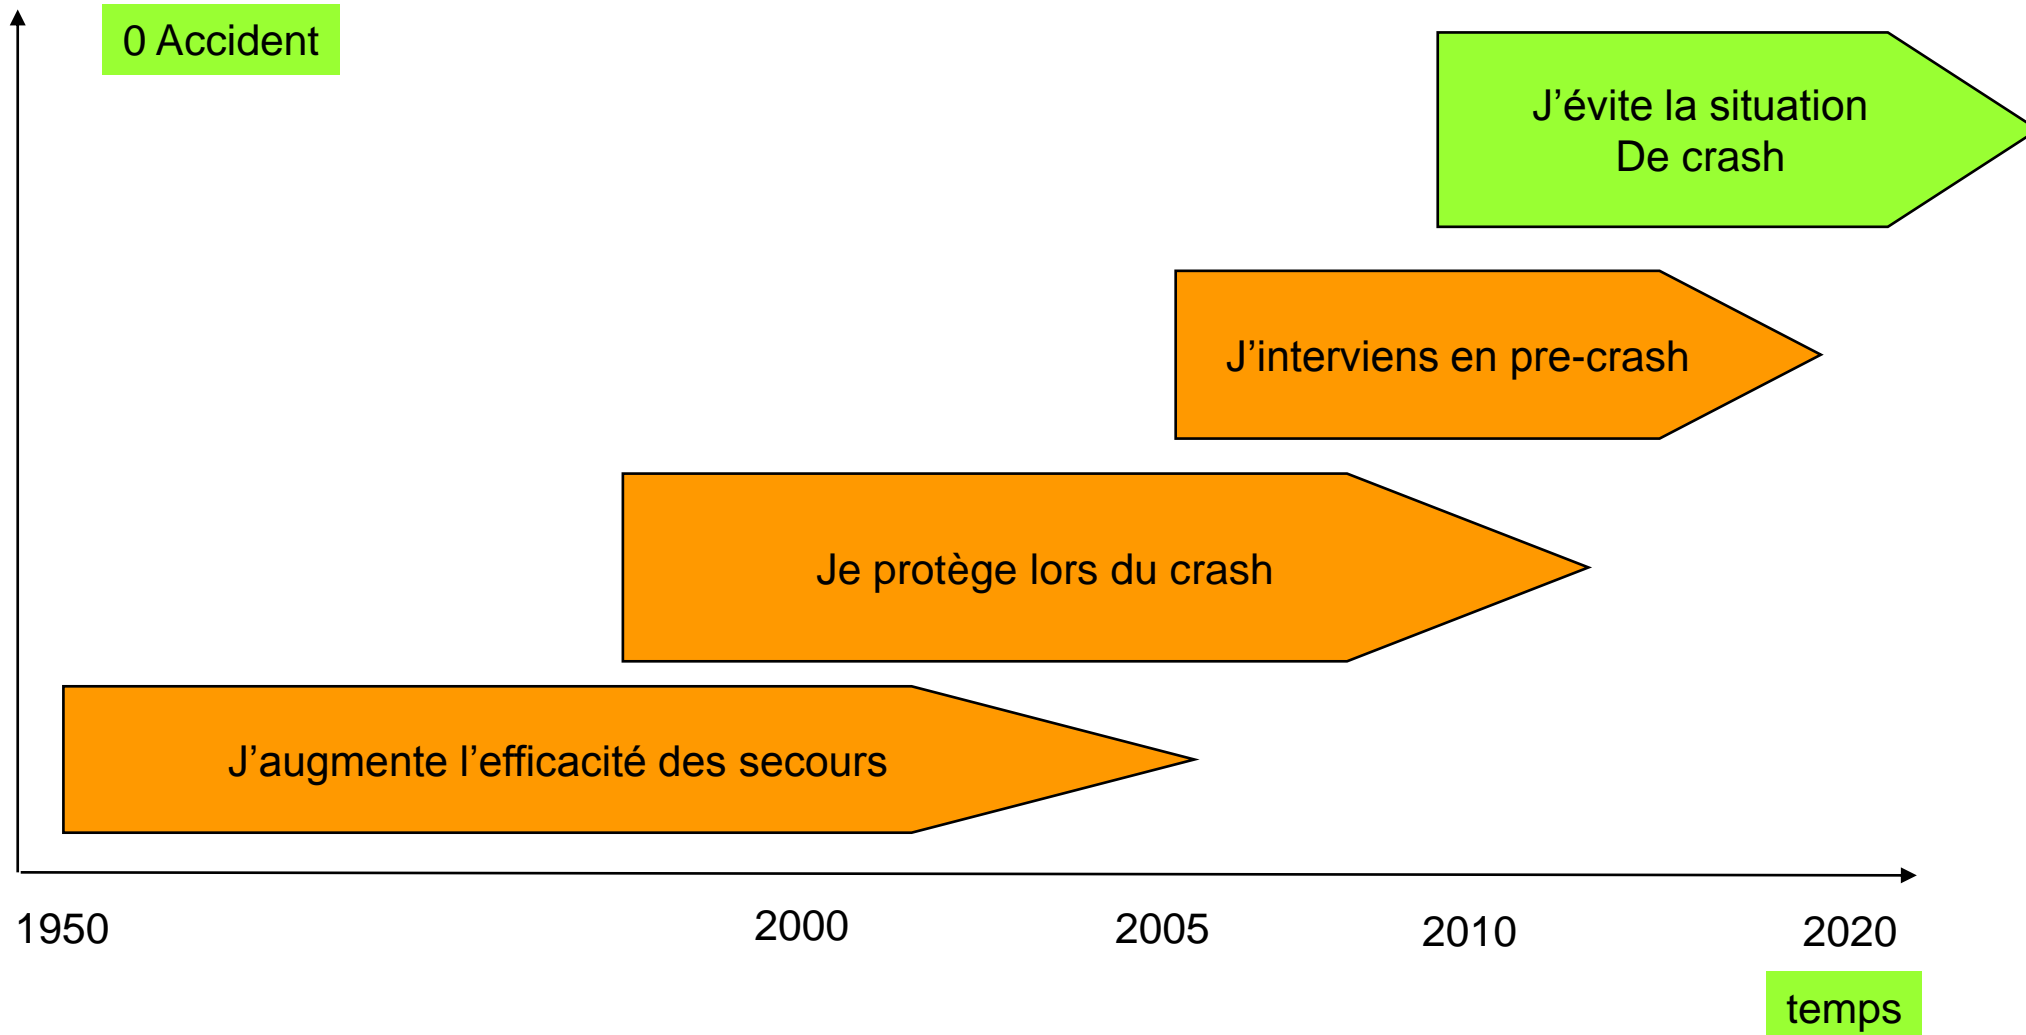 0 Accident
J’évite la situation
De crash
J’interviens en pre-crash
Je protège lors du crash
J’augmente l’efficacité des secours
1950
2000
2005
2010
2020
temps